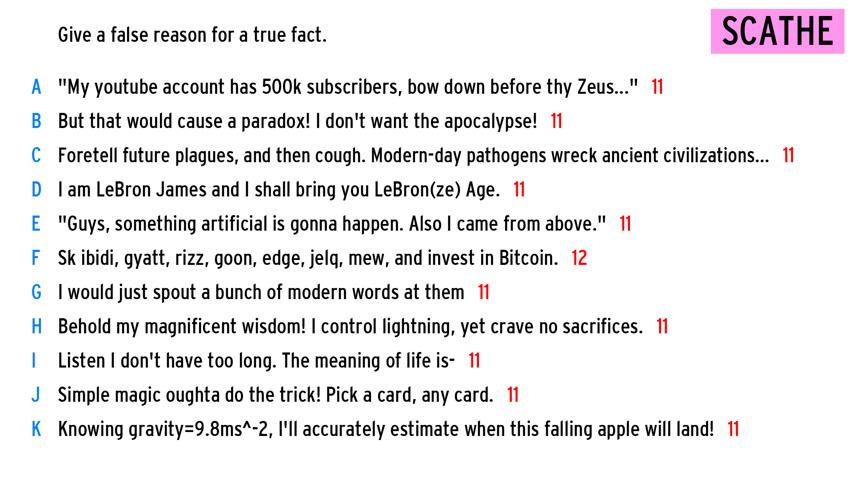 Give a false reason for a true fact.
SCATHE
A "My youtube account has 500k subscribers, bow down before thy Zeus..." 11
B But that would cause a paradox! I don't want the apocalypse! 11
C Foretell future plagues, and then cough. Modern-day pathogens wreck ancient civilizations... 11
D I am LeBron James and I shall bring you LeBron(ze) Age. 11
E "Guys, something artificial is gonna happen. Also I came from above." 11
F Sk ibidi, gyatt, rizz, goon, edge, jelq, mew, and invest in Bitcoin. 12
G I would just spout a bunch of modern words at them 11
H Behold my magnificent wisdom! I control lightning, yet crave no sacrifices. 11
I Listen I don't have too long. The meaning of life is- 11
J Simple magic oughta do the trick! Pick a card, any card. 11
K Knowing gravity=9.8ms^-2, I'll accurately estimate when this falling apple will land! 11